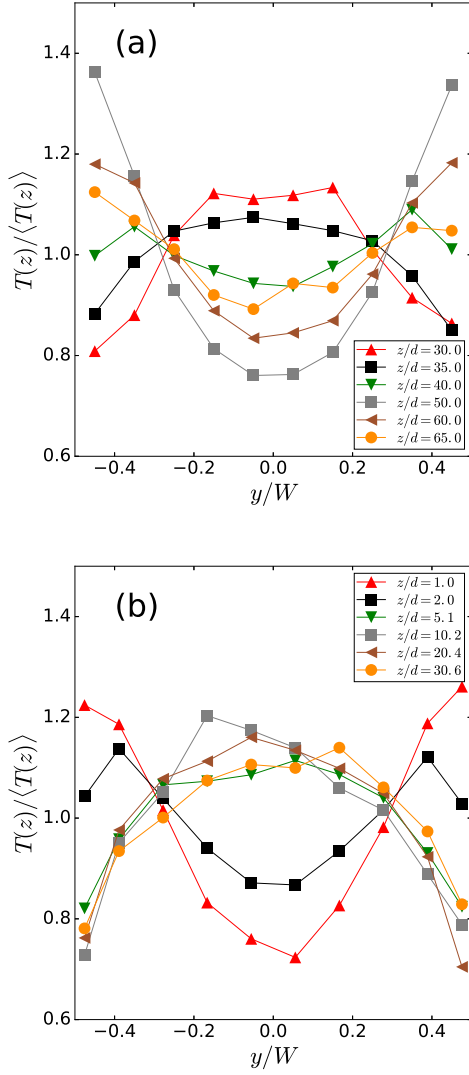 (a)
1.4
1.2
1.0
0.8
0.6
T(z)/⟨T(z)⟩
z/d = 30.0
z/d = 35.0
z/d = 40.0
z/d = 50.0
z/d = 60.0
z/d = 65.0
−0.4 −0.2 0.0 0.2 0.4
y/W
(b)
1.4
1.2
1.0
0.8
0.6
T(z)/⟨T(z)⟩
z/d = 1.0
z/d = 2.0
z/d = 5.1
z/d = 10.2
z/d = 20.4
z/d = 30.6
−0.4 −0.2 0.0 0.2 0.4
y/W